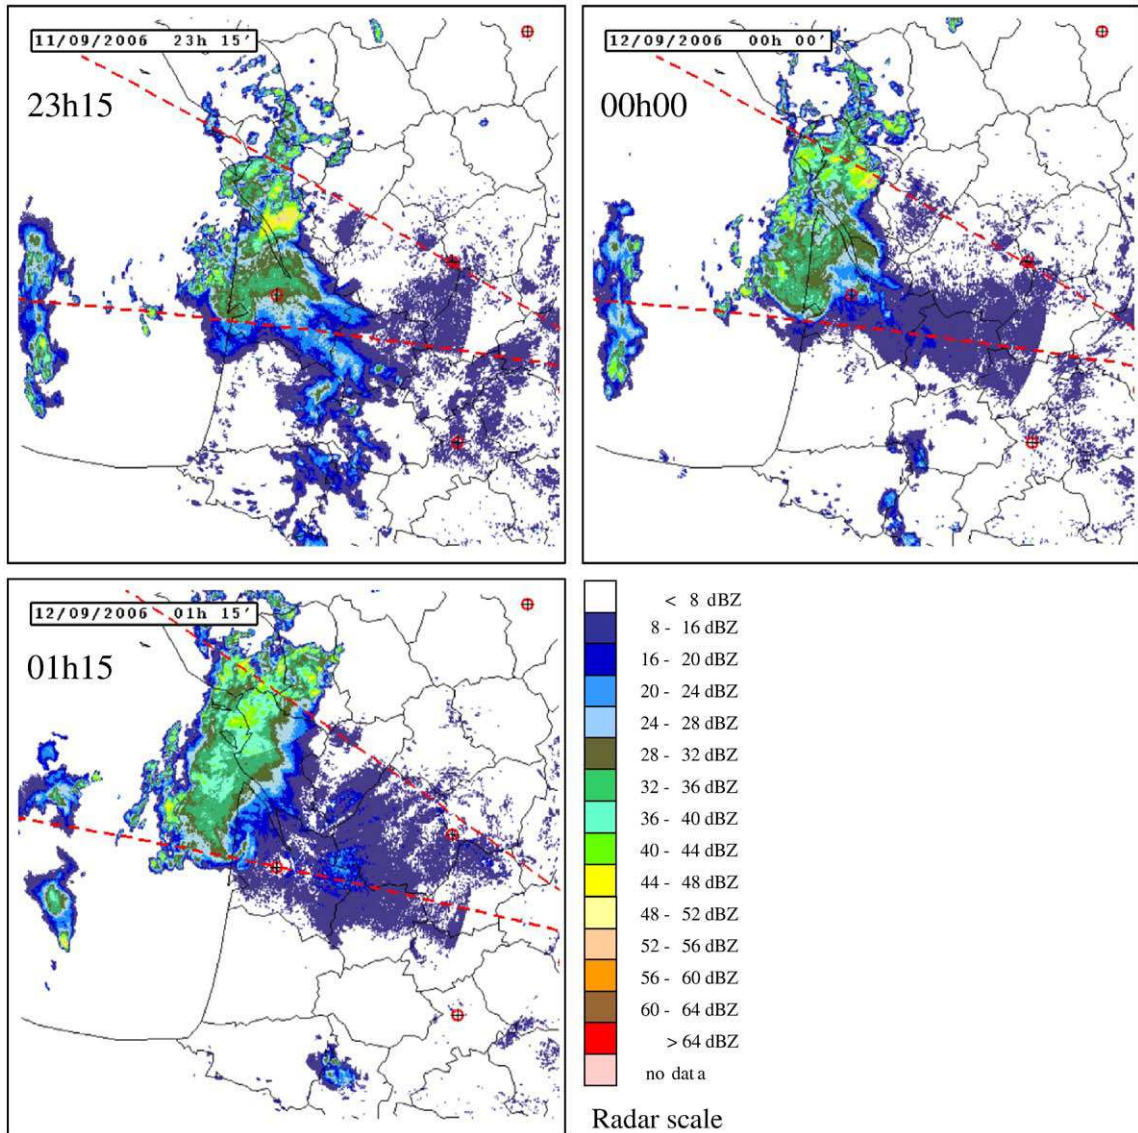 11/09/2006 23h 15'
23h15
12/09/2006 00h 00'
00h00
12/09/2006 01h 15'
01h15
< 8 dBZ
8 - 16 dBZ
16 - 20 dBZ
20 - 24 dBZ
24 - 28 dBZ
28 - 32 dBZ
32 - 36 dBZ
36 - 40 dBZ
40 - 44 dBZ
44 - 48 dBZ
48 - 52 dBZ
52 - 56 dBZ
56 - 60 dBZ
60 - 64 dBZ
> 64 dBZ
no data
Radar scale